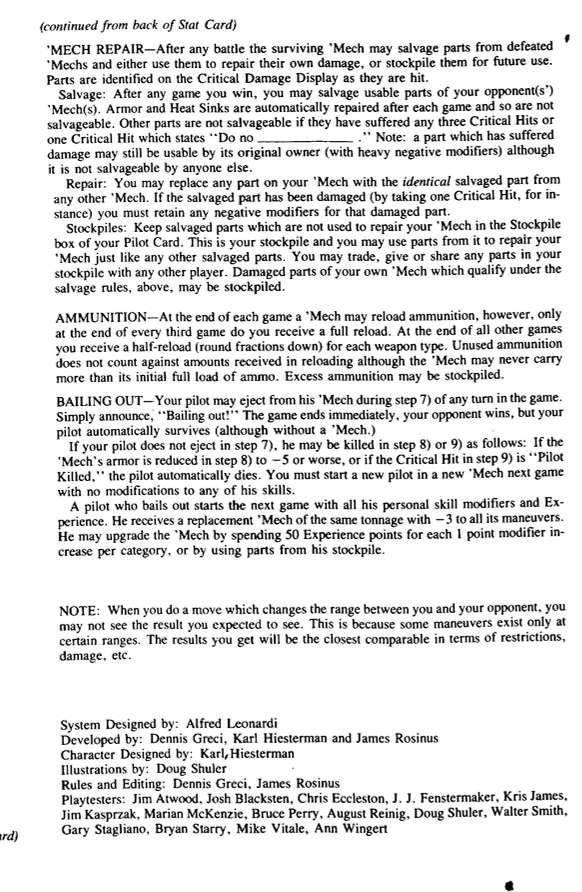 (continued from back of Stat Card)
'MECH REPAIR—After any battle the surviving 'Mech may salvage parts from defeated
'Mechs and either use them to repair their own damage, or stockpile them for future use.
Parts are identified on the Critical Damage Display as they are hit.
Salvage: After any game you win, you may salvage usable parts of your opponent(s')
'Mech(s). Armor and Heat Sinks are automatically repaired after each game and so are not
salvageable. Other parts are not salvageable if they have suffered any three Critical Hits or
one Critical Hit which states "Do no ______________ ." Note: a part which has suffered
damage may still be usable by its original owner (with heavy negative modifiers) although
it is not salvageable by anyone else.
Repair: You may replace any part on your 'Mech with the identical salvaged part from
any other 'Mech. If the salvaged part has been damaged (by taking one Critical Hit, for in-
stance) you must retain any negative modifiers for that damaged part.
Stockpiles: Keep salvaged parts which are not used to repair your 'Mech in the Stockpile
box of your Pilot Card. This is your stockpile and you may use parts from it to repair your
'Mech just like any other salvaged parts. You may trade, give or share any parts in your
stockpile with any other player. Damaged parts of your own 'Mech which qualify under the
salvage rules, above, may be stockpiled.
AMMUNITION—At the end of each game a 'Mech may reload ammunition, however, only
at the end of every third game do you receive a full reload. At the end of all other games
you receive a half-reload (round fractions down) for each weapon type. Unused ammunition
does not count against amounts received in reloading although the 'Mech may never carry
more than its initial full load of ammo. Excess ammunition may be stockpiled.
BAILING OUT—Your pilot may eject from his 'Mech during step 7) of any turn in the game.
Simply announce, "Bailing out!" The game ends immediately, your opponent wins, but your
pilot automatically survives (although without a 'Mech.)
If your pilot does not eject in step 7), he may be killed in step 8) or 9) as follows: If the
'Mech's armor is reduced in step 8) to −5 or worse, or if the Critical Hit in step 9) is "Pilot
Killed," the pilot automatically dies. You must start a new pilot in a new 'Mech next game
with no modifications to any of his skills.
A pilot who bails out starts the next game with all his personal skill modifiers and Ex-
perience. He receives a replacement 'Mech of the same tonnage with −3 to all its maneuvers.
He may upgrade the 'Mech by spending 50 Experience points for each 1 point modifier in-
crease per category, or by using parts from his stockpile.
NOTE: When you do a move which changes the range between you and your opponent, you
may not see the result you expected to see. This is because some maneuvers exist only at
certain ranges. The results you get will be the closest comparable in terms of restrictions,
damage, etc.
System Designed by: Alfred Leonardi
Developed by: Dennis Greci, Karl Hiesterman and James Rosinus
Character Designed by: Karl Hiesterman
Illustrations by: Doug Shuler
Rules and Editing: Dennis Greci, James Rosinus
Playtesters: Jim Atwood, Josh Blacksten, Chris Eccleston, J. J. Fenstermaker, Kris James,
Jim Kasprzak, Marian McKenzie, Bruce Perry, August Reinig, Doug Shuler, Walter Smith,
Gary Stagliano, Bryan Starry, Mike Vitale, Ann Wingert
ard)